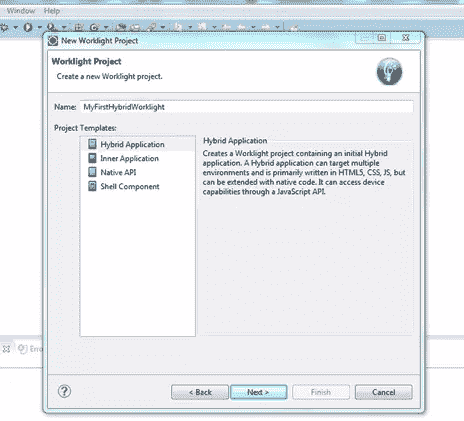 Window Help
New Worklight Project
Worklight Project
Create a new Worklight project.
Name: MyFirstHybridWorklight
Project Templates:
Hybrid Application
Inner Application
Native API
Shell Component
Hybrid Application
Creates a Worklight project containing an initial Hybrid
application. A Hybrid application can target multiple
environments and is primarily written in HTML5, CSS, JS, but
can be extended with native code. It can access device
capabilities through a JavaScript API.
Erro
?
< Back
Next >
Finish
Cancel